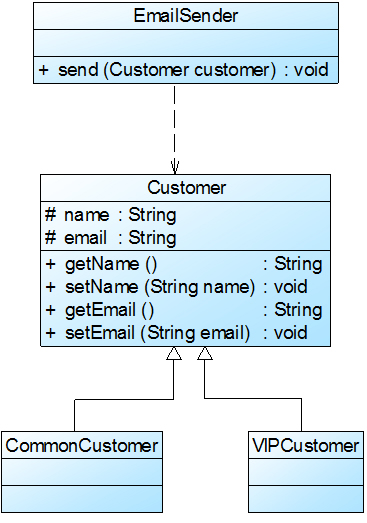 EmailSender
+ send (Customer customer) : void
Customer
# name : String
# email : String
+ getName () : String
+ setName (String name) : void
+ getEmail () : String
+ setEmail (String email) : void
CommonCustomer
VIPCustomer